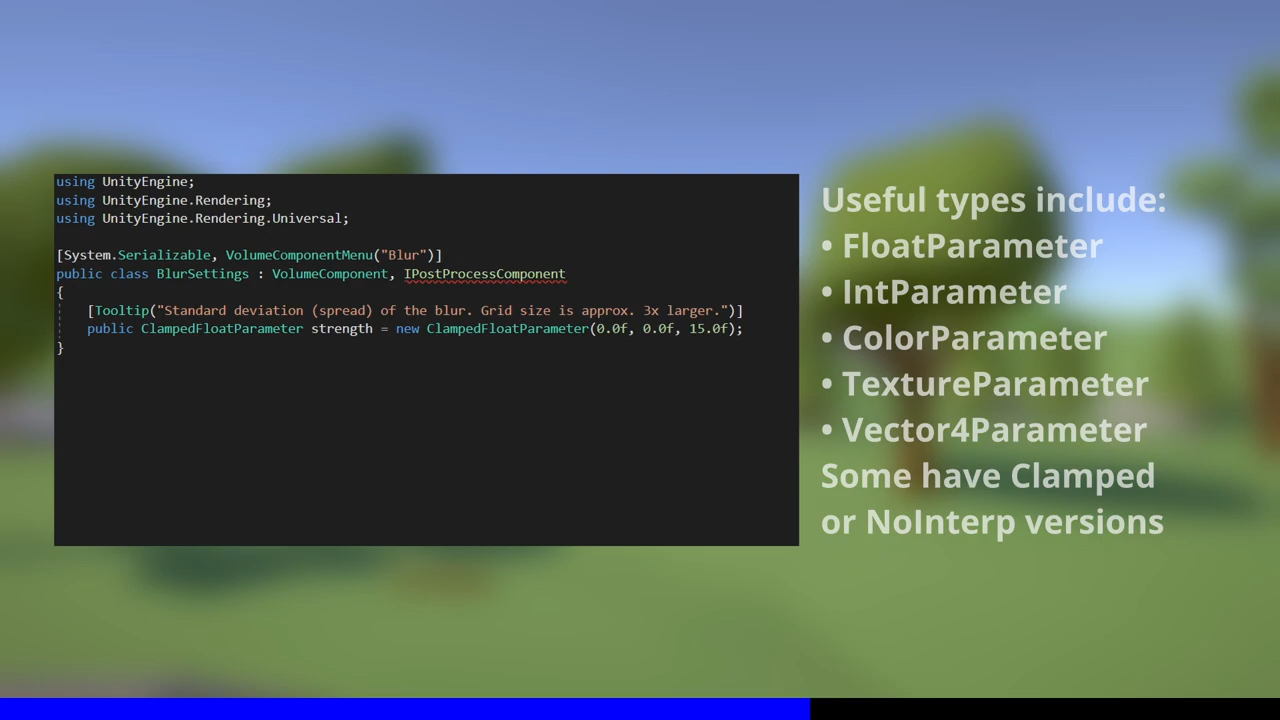 using UnityEngine;
using UnityEngine.Rendering;
using UnityEngine.Rendering.Universal;
[System.Serializable, VolumeComponentMenu("Blur")]
public class BlurSettings : VolumeComponent, IPostProcessComponent
{
[Tooltip("Standard deviation (spread) of the blur. Grid size is approx. 3x larger.")]
public ClampedFloatParameter strength = new ClampedFloatParameter(0.0f, 0.0f, 15.0f);
}
Useful types include:
• FloatParameter
• IntParameter
• ColorParameter
• TextureParameter
• Vector4Parameter
Some have Clamped
or NoInterp versions